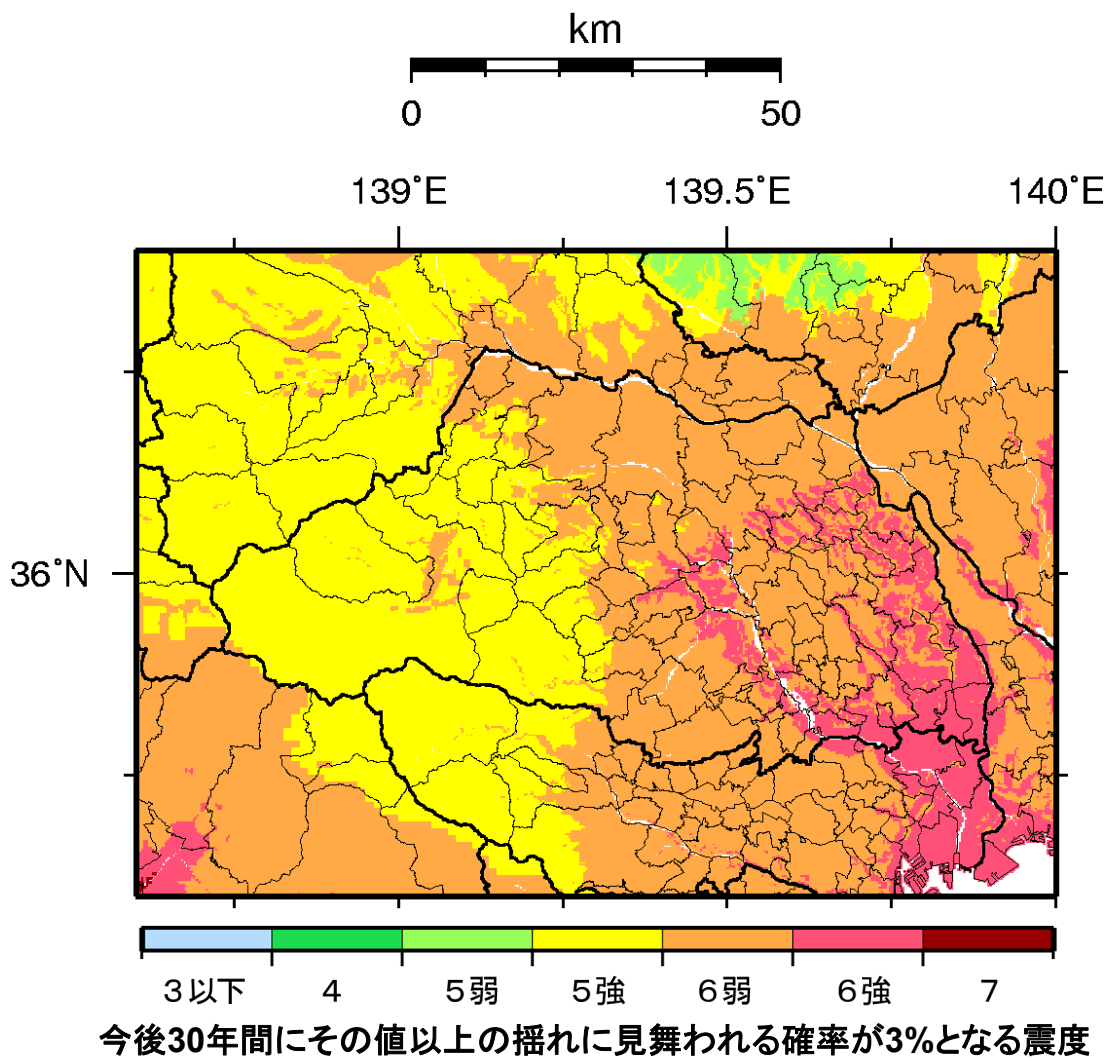 km
0 50
139°E 139.5°E 140°E
36°N
３以下 ４ ５弱 ５強 ６弱 ６強 ７
今後30年間にその値以上の揺れに見舞われる確率が3%となる震度